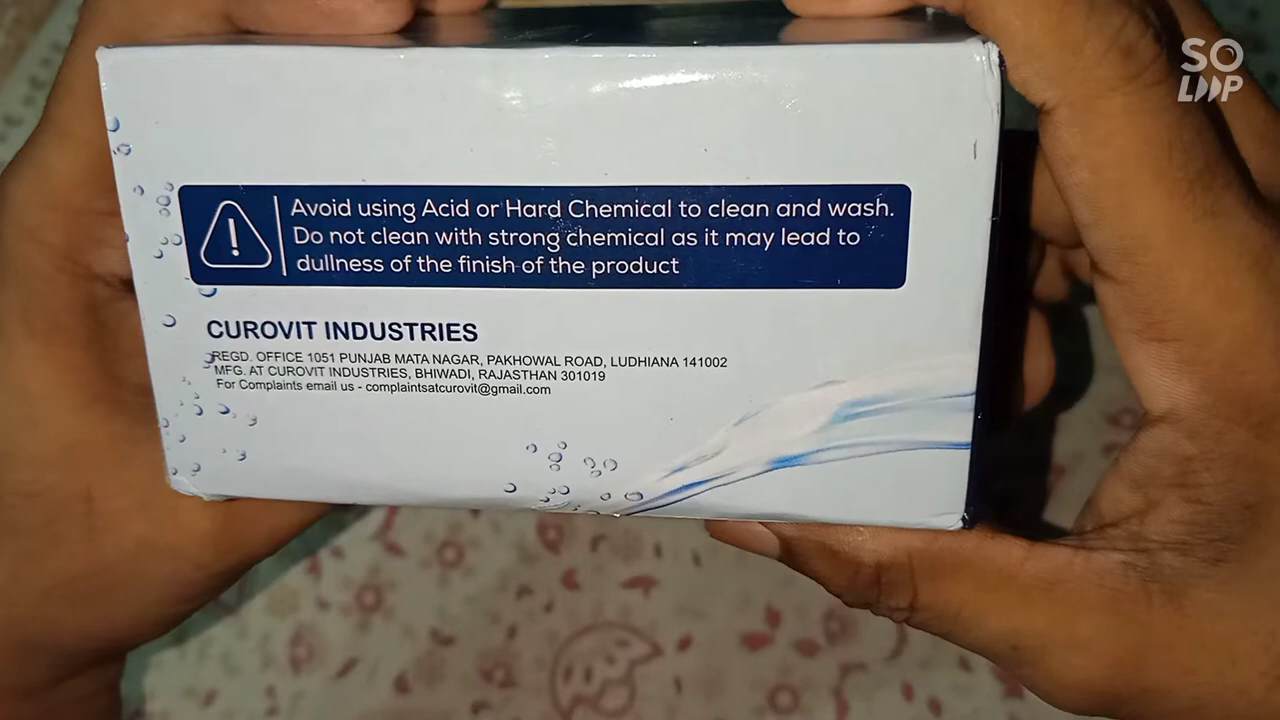 SO
LOOP
Avoid using Acid or Hard Chemical to clean and wash.
Do not clean with strong chemical as it may lead to
dullness of the finish of the product
CUROVIT INDUSTRIES
REGD. OFFICE 1051 PUNJAB MATA NAGAR, PAKHOWAL ROAD, LUDHIANA 141002
MFG. AT CUROVIT INDUSTRIES, BHIWADI, RAJASTHAN 301019
For Complaints email us - complaintsatcurovit@gmail.com